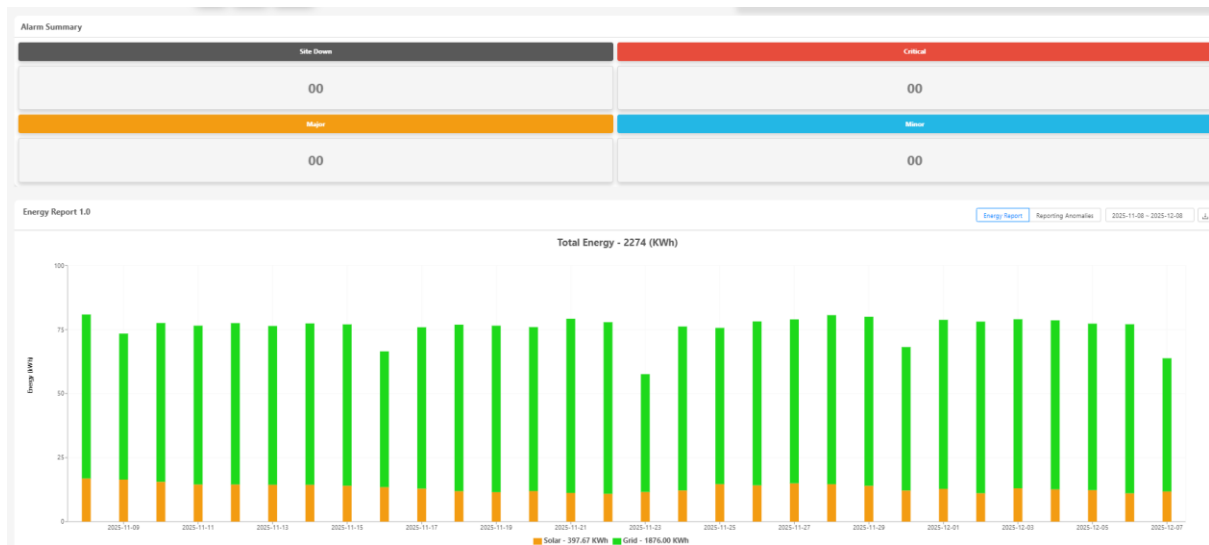 Alarm Summary
Site Down
Critical
00
00
Major
Minor
00
00
Energy Report 1.0
Energy Report
Reporting Anomalies
2025-11-08 ~ 2025-12-08
Total Energy - 2274 (KWh)
100
75
50
25
0
Energy (kWh)
2025-11-09
2025-11-11
2025-11-13
2025-11-15
2025-11-17
2025-11-19
2025-11-21
2025-11-23
2025-11-25
2025-11-27
2025-11-29
2025-12-01
2025-12-03
2025-12-05
2025-12-07
Solar - 397.67 KWh
Grid - 1876.00 KWh